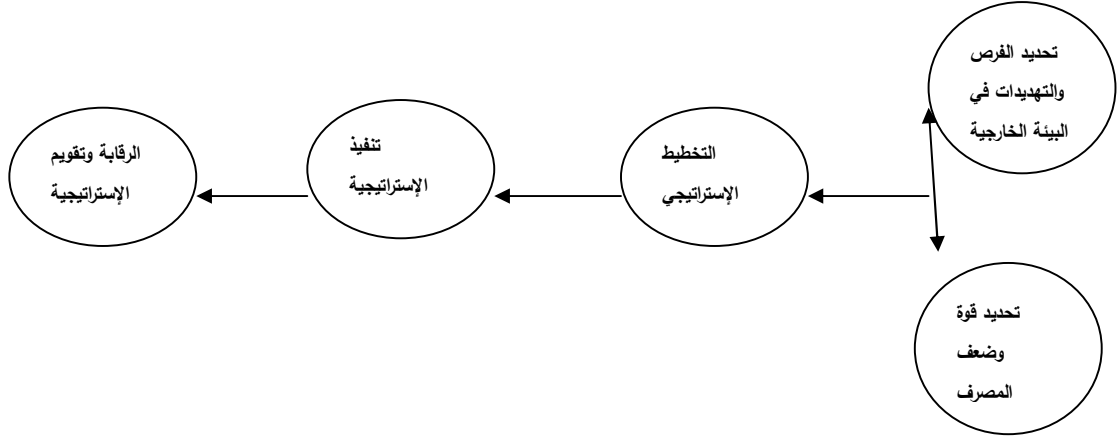 تحديد الفرص
والتهديدات في
البيئة الخارجية
تحديد قوة
وضعف
المصرف
التخطيط
الإستراتيجي
تنفيذ
الإستراتيجية
الرقابة وتقويم
الإستراتيجية